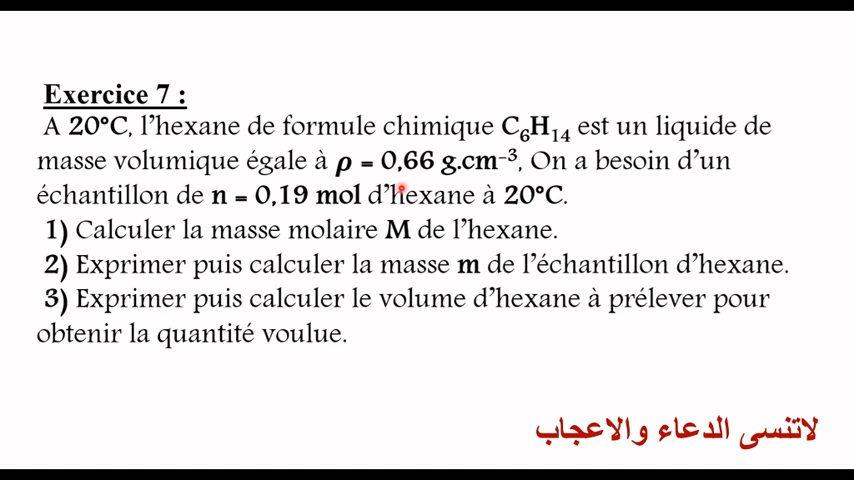 Exercice 7 :
A 20°C, l'hexane de formule chimique C₆H₁₄ est un liquide de
masse volumique égale à ρ = 0,66 g.cm⁻³, On a besoin d'un
échantillon de n = 0,19 mol d'hexane à 20°C.
1) Calculer la masse molaire M de l'hexane.
2) Exprimer puis calculer la masse m de l'échantillon d'hexane.
3) Exprimer puis calculer le volume d'hexane à prélever pour
obtenir la quantité voulue.
لاتنسى الدعاء والاعجاب